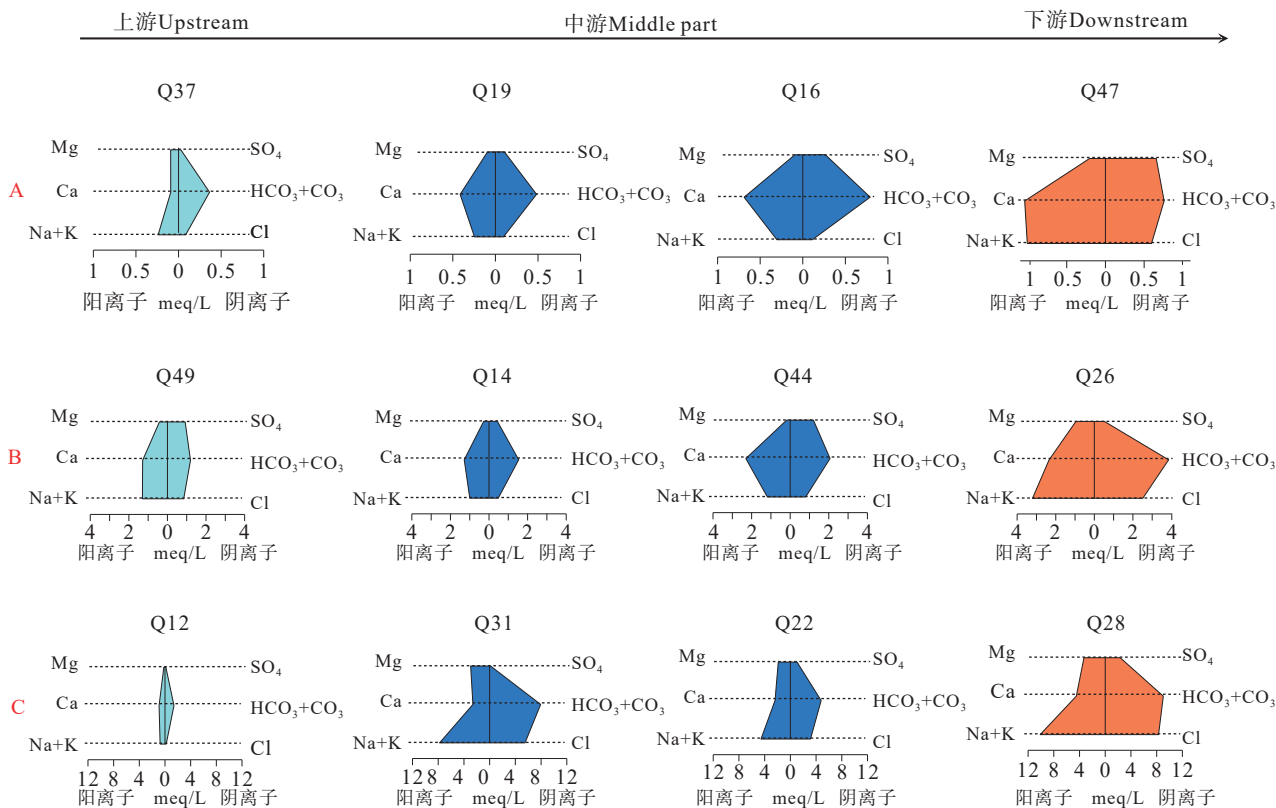 上游Upstream 中游Middle part 下游Downstream
Q37 Q19 Q16 Q47
A
Mg SO₄ Mg SO₄ Mg SO₄ Mg SO₄
Ca HCO₃+CO₃ Ca HCO₃+CO₃ Ca HCO₃+CO₃ Ca HCO₃+CO₃
Na+K Cl Na+K Cl Na+K Cl Na+K Cl
1 0.5 0 0.5 1 1 0.5 0 0.5 1 1 0.5 0 0.5 1 1 0.5 0 0.5 1
阳离子 meq/L 阴离子 阳离子 meq/L 阴离子 阳离子 meq/L 阴离子 阳离子 meq/L 阴离子
Q49 Q14 Q44 Q26
B
Mg SO₄ Mg SO₄ Mg SO₄ Mg SO₄
Ca HCO₃+CO₃ Ca HCO₃+CO₃ Ca HCO₃+CO₃ Ca HCO₃+CO₃
Na+K Cl Na+K Cl Na+K Cl Na+K Cl
4 2 0 2 4 4 2 0 2 4 4 2 0 2 4 4 2 0 2 4
阳离子 meq/L 阴离子 阳离子 meq/L 阴离子 阳离子 meq/L 阴离子 阳离子 meq/L 阴离子
Q12 Q31 Q22 Q28
C
Mg SO₄ Mg SO₄ Mg SO₄ Mg SO₄
Ca HCO₃+CO₃ Ca HCO₃+CO₃ Ca HCO₃+CO₃ Ca HCO₃+CO₃
Na+K Cl Na+K Cl Na+K Cl Na+K Cl
12 8 4 0 4 8 12 12 8 4 0 4 8 12 12 8 4 0 4 8 12 12 8 4 0 4 8 12
阳离子 meq/L 阴离子 阳离子 meq/L 阴离子 阳离子 meq/L 阴离子 阳离子 meq/L 阴离子